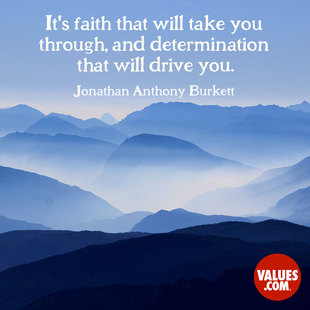 It's faith that will take you
through, and determination
that will drive you.
Jonathan Anthony Burkett
VALUES
.COM